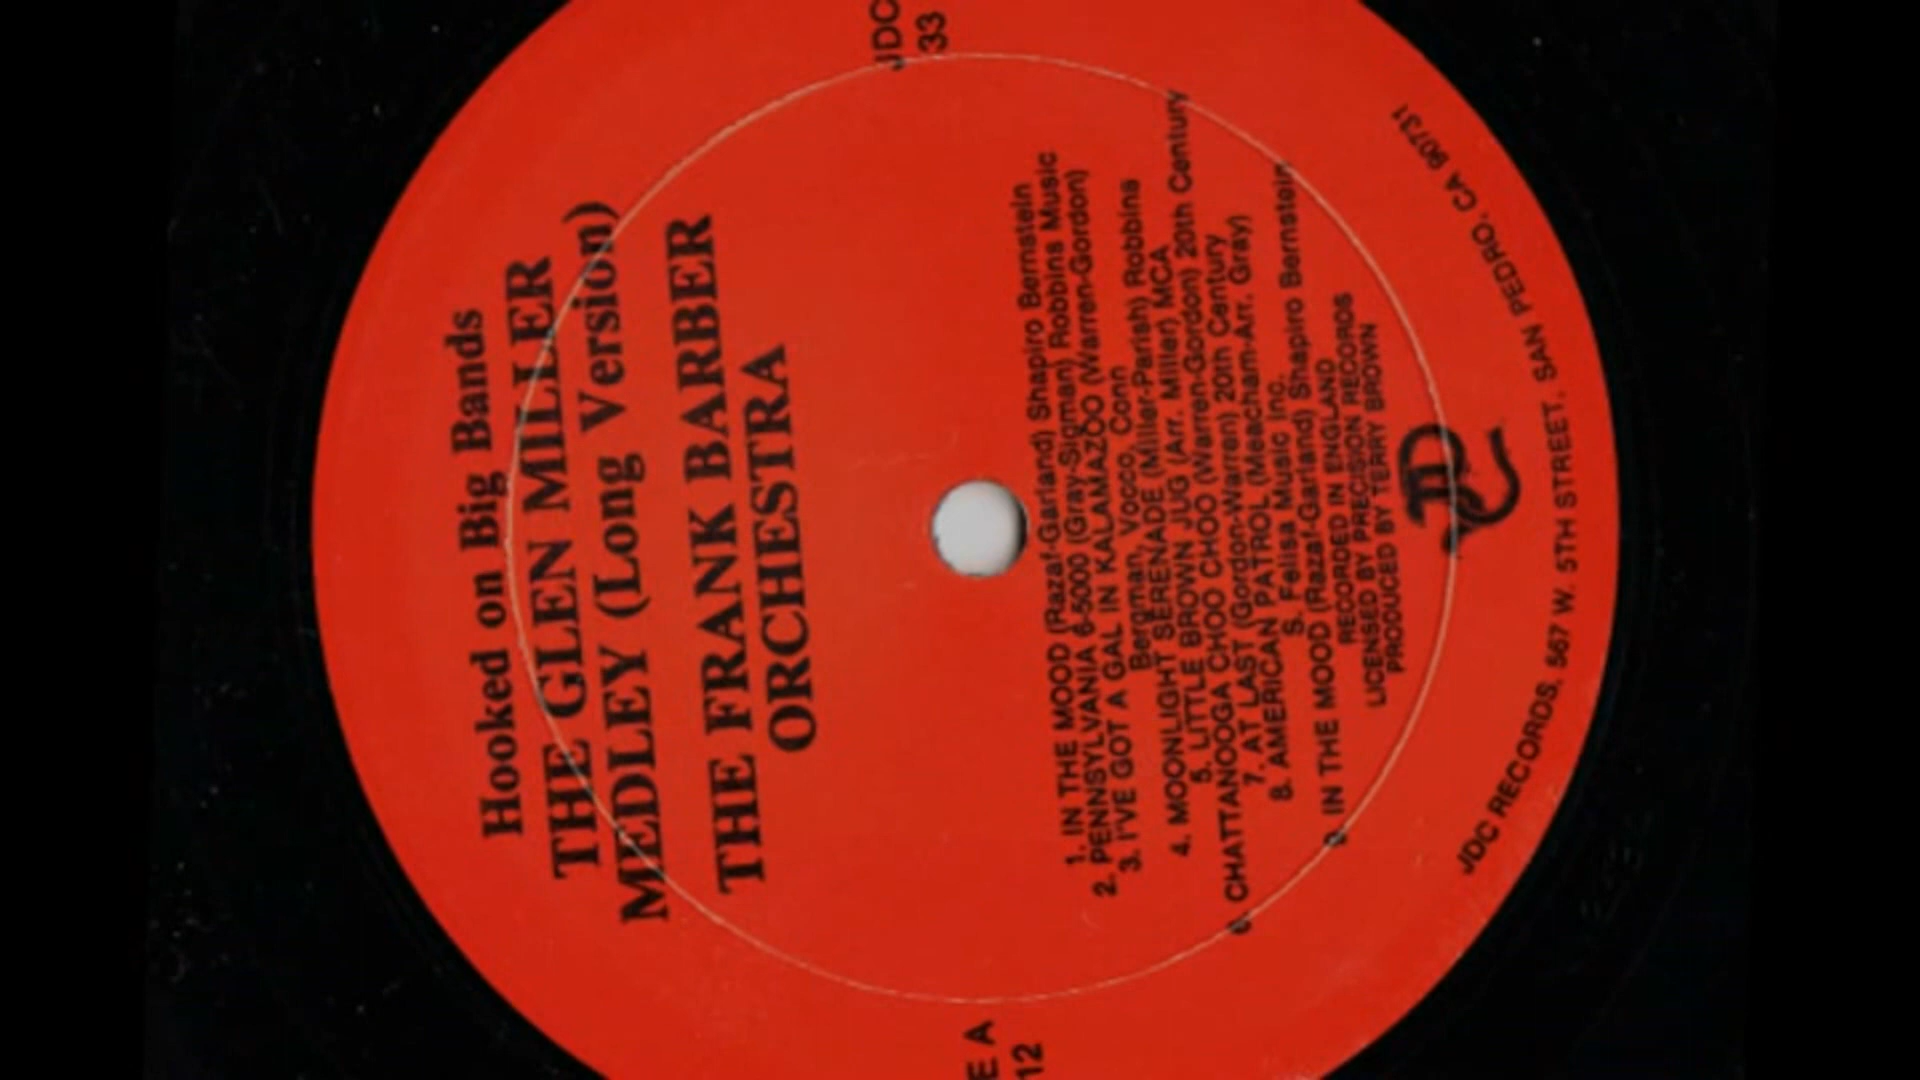 Hooked on Big Bands
THE GLEN MILLER
MEDLEY (Long Version)
THE FRANK BARBER
ORCHESTRA
E A
12
JDC
33
1. IN THE MOOD (Razaf-Garland) Shapiro Bernstein
2. PENNSYLVANIA 6-5000 (Gray-Sigman) Robbins Music
3. I'VE GOT A GAL IN KALAMAZOO (Warren-Gordon)
Bergman, Vocco, Conn
4. MOONLIGHT SERENADE (Miller-Parish) Robbins
5. LITTLE BROWN JUG (Arr. Miller) MCA
6. CHATTANOOGA CHOO CHOO (Warren-Gordon) 20th Century
7. AT LAST (Gordon-Warren) 20th Century
8. AMERICAN PATROL (Meacham-Arr. Gray)
S. Felisa Music Inc.
9. IN THE MOOD (Razaf-Garland) Shapiro Bernstein
RECORDED IN ENGLAND
LICENSED BY PRECISION RECORDS
PRODUCED BY TERRY BROWN
JDC
JDC RECORDS, 567 W. 5TH STREET, SAN PEDRO, CA 90731